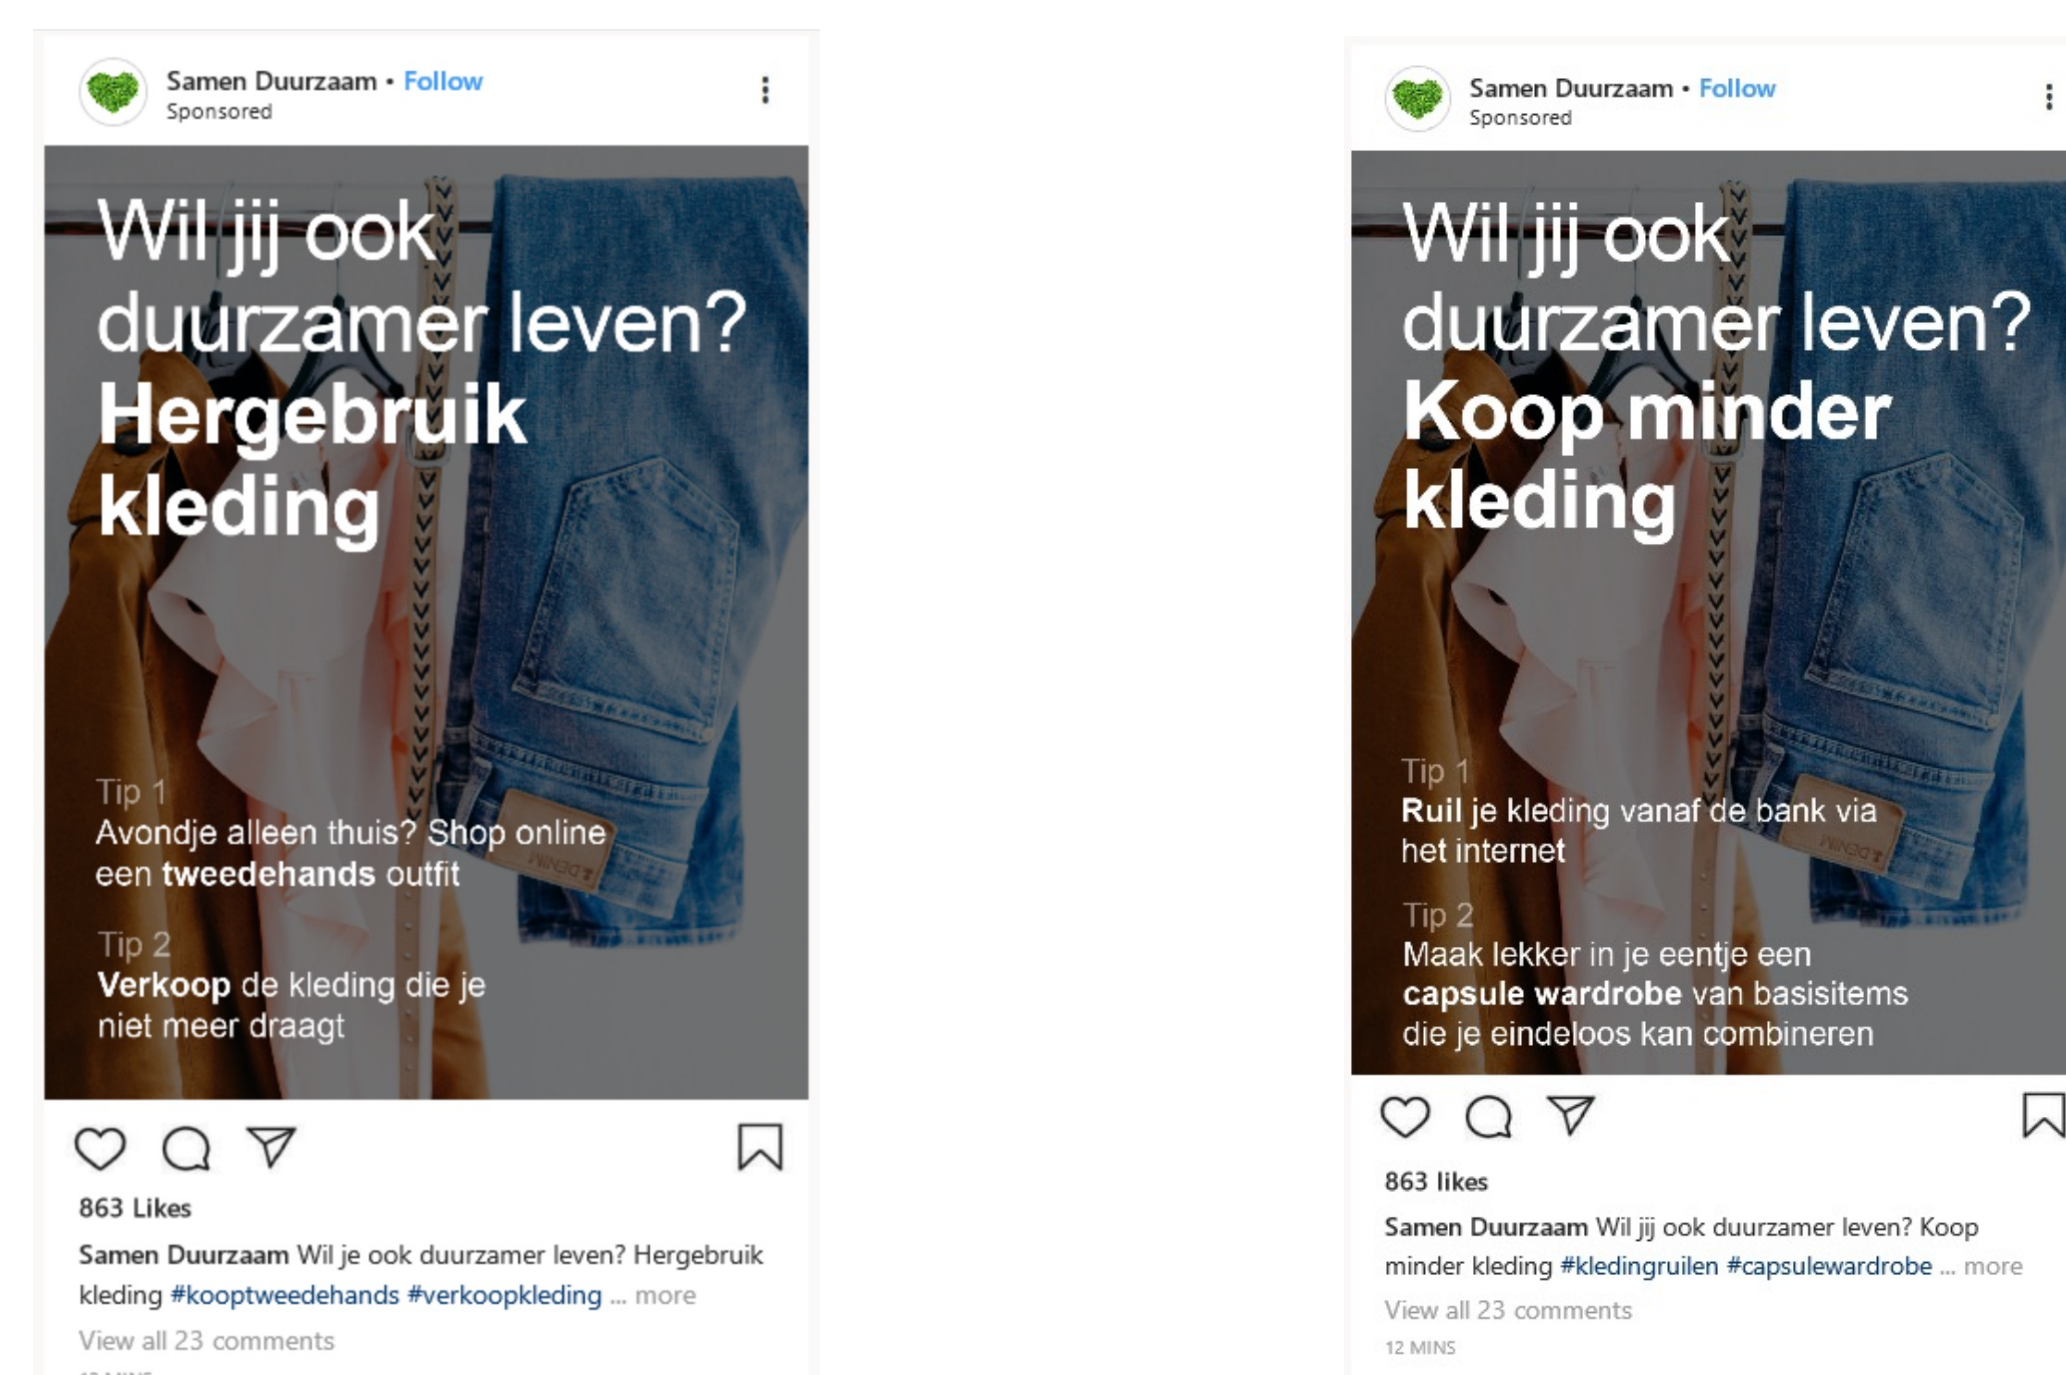 Samen Duurzaam • Follow
Sponsored
Wil jij ook
duurzamer leven?
Hergebruik
kleding
Tip 1
Avondje alleen thuis? Shop online
een tweedehands outfit
Tip 2
Verkoop de kleding die je
niet meer draagt
863 Likes
Samen Duurzaam Wil je ook duurzamer leven? Hergebruik
kleding #kooptweedehands #verkoopkleding ... more
View all 23 comments
Samen Duurzaam • Follow
Sponsored
Wil jij ook
duurzamer leven?
Koop minder
kleding
Tip 1
Ruil je kleding vanaf de bank via
het internet
Tip 2
Maak lekker in je eentje een
capsule wardrobe van basisitems
die je eindeloos kan combineren
863 likes
Samen Duurzaam Wil jij ook duurzamer leven? Koop
minder kleding #kledingruilen #capsulewardrobe ... more
View all 23 comments
12 MINS